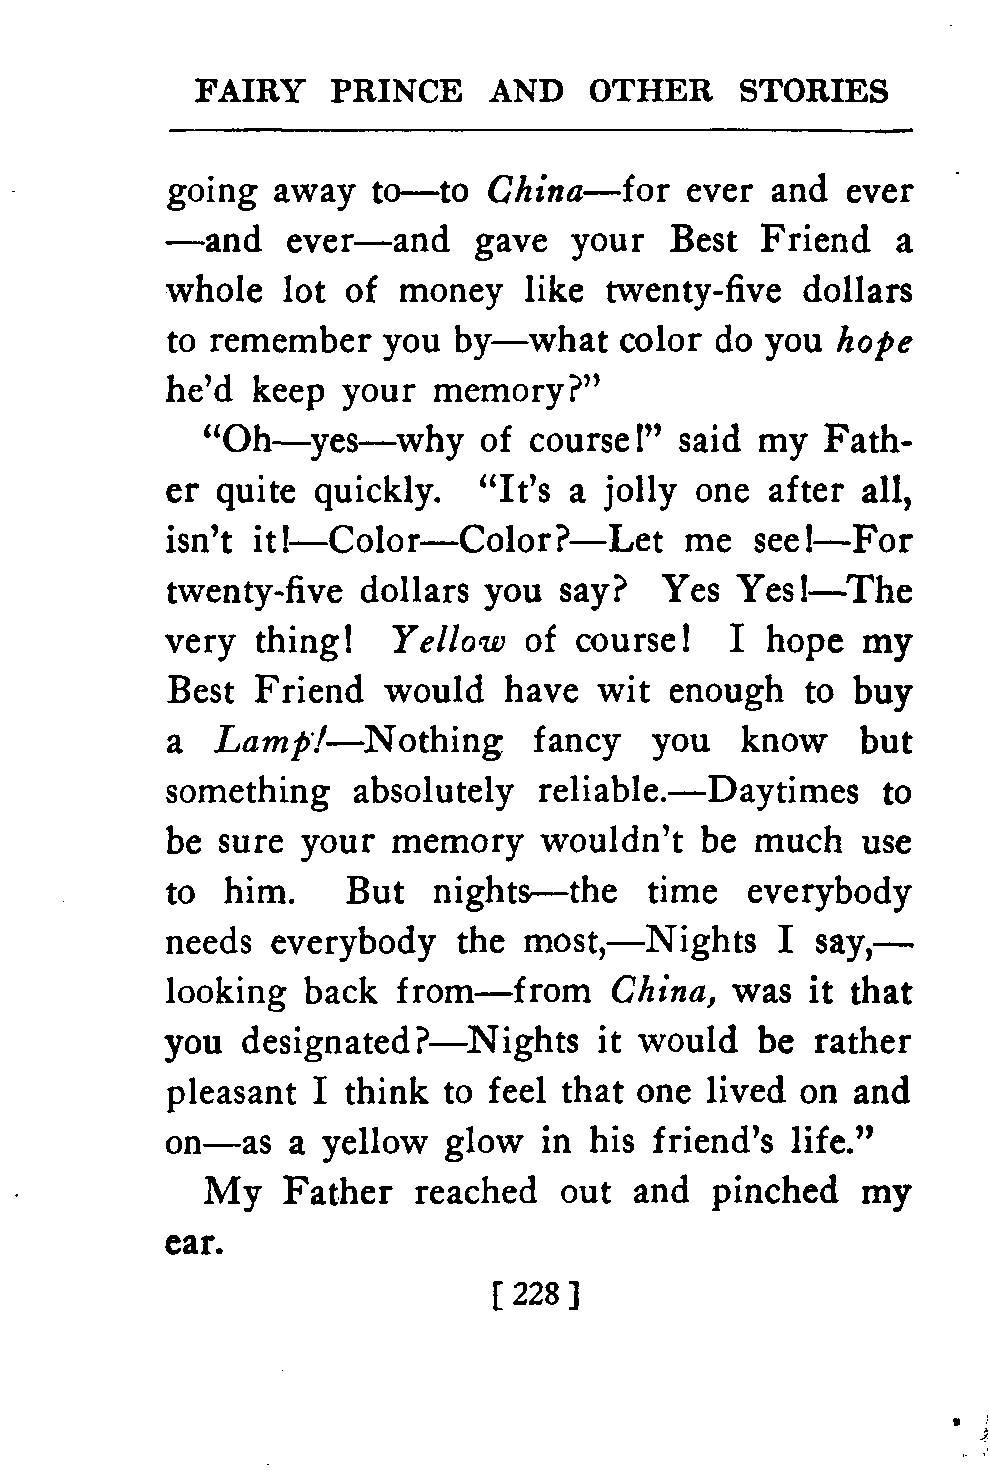 FAIRY PRINCE AND OTHER STORIES
going away to—to China—for ever and ever
—and ever—and gave your Best Friend a
whole lot of money like twenty-five dollars
to remember you by—what color do you hope
he'd keep your memory?"
"Oh—yes—why of course!" said my Fath-
er quite quickly. "It's a jolly one after all,
isn't it!—Color—Color?—Let me see!—For
twenty-five dollars you say? Yes Yes!—The
very thing! Yellow of course! I hope my
Best Friend would have wit enough to buy
a Lamp!—Nothing fancy you know but
something absolutely reliable.—Daytimes to
be sure your memory wouldn't be much use
to him. But nights—the time everybody
needs everybody the most,—Nights I say,—
looking back from—from China, was it that
you designated?—Nights it would be rather
pleasant I think to feel that one lived on and
on—as a yellow glow in his friend's life."
My Father reached out and pinched my
ear.
[ 228 ]